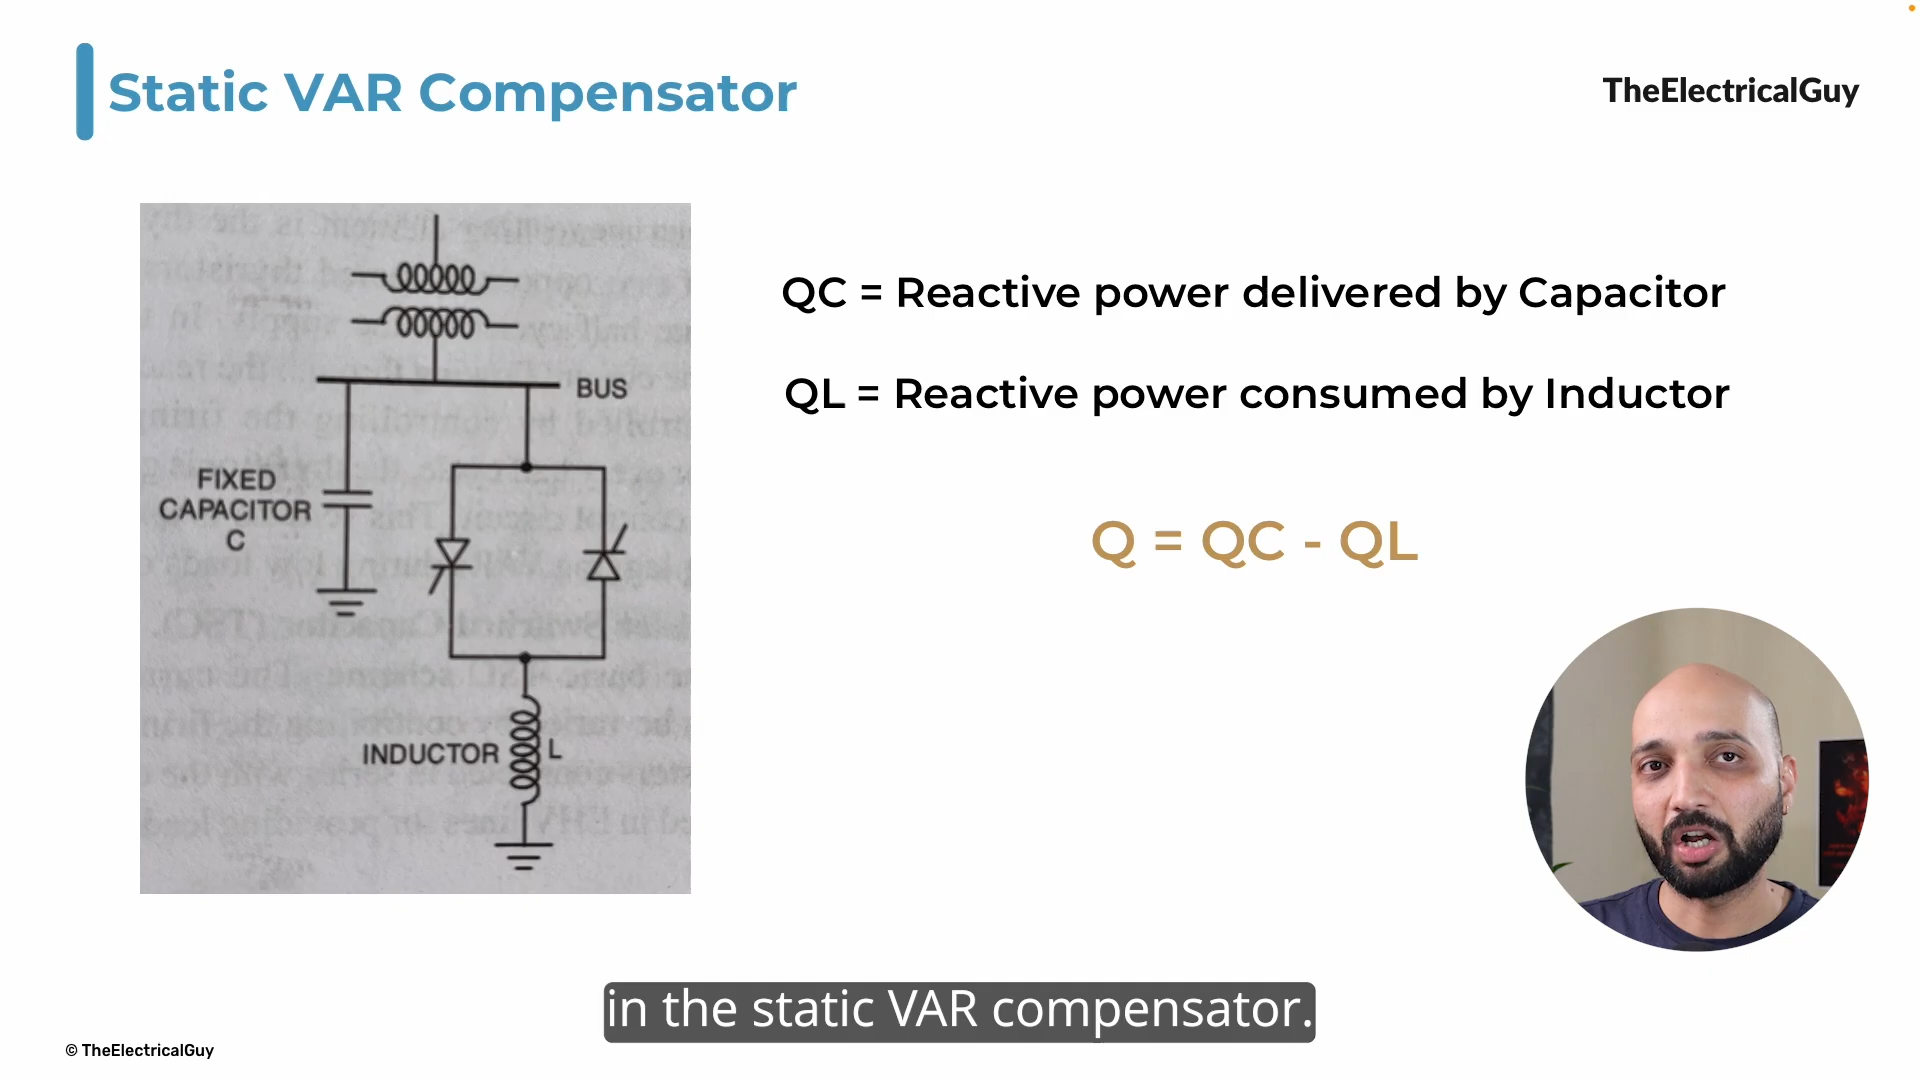 Static VAR Compensator
TheElectricalGuy
BUS
FIXED
CAPACITOR
C
INDUCTOR
L
QC = Reactive power delivered by Capacitor
QL = Reactive power consumed by Inductor
Q = QC - QL
in the static VAR compensator.
© TheElectricalGuy